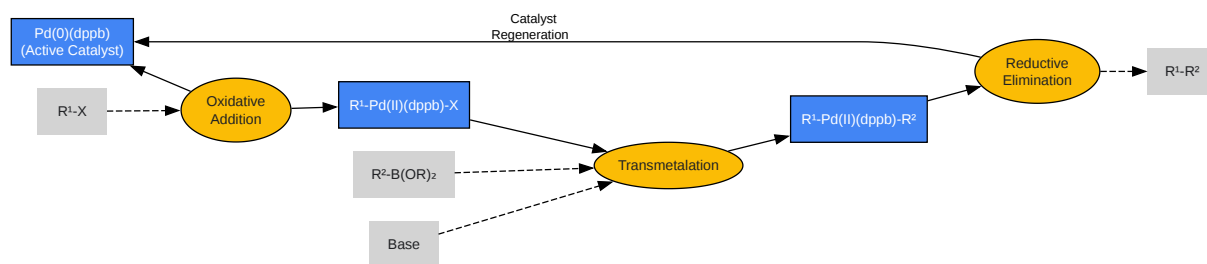 Pd(0)(dppb)
(Active Catalyst)
Catalyst
Regeneration
R¹-X
Oxidative
Addition
R¹-Pd(II)(dppb)-X
R²-B(OR)₂
Base
Transmetalation
R¹-Pd(II)(dppb)-R²
Reductive
Elimination
R¹-R²